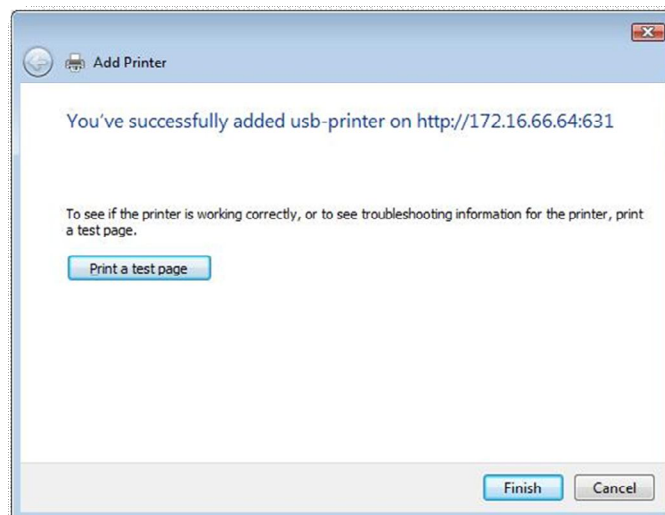 Add Printer
You've successfully added usb-printer on http://172.16.66.64:631
To see if the printer is working correctly, or to see troubleshooting information for the printer, print
a test page.
Print a test page
Finish
Cancel